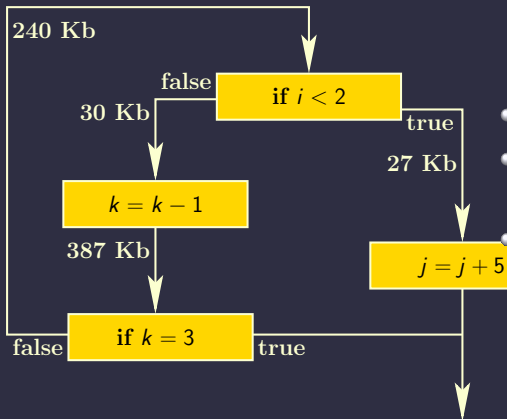 240 Kb
false
if i < 2
30 Kb
true
27 Kb
k = k − 1
387 Kb
j = j + 5
if k = 3
false
true